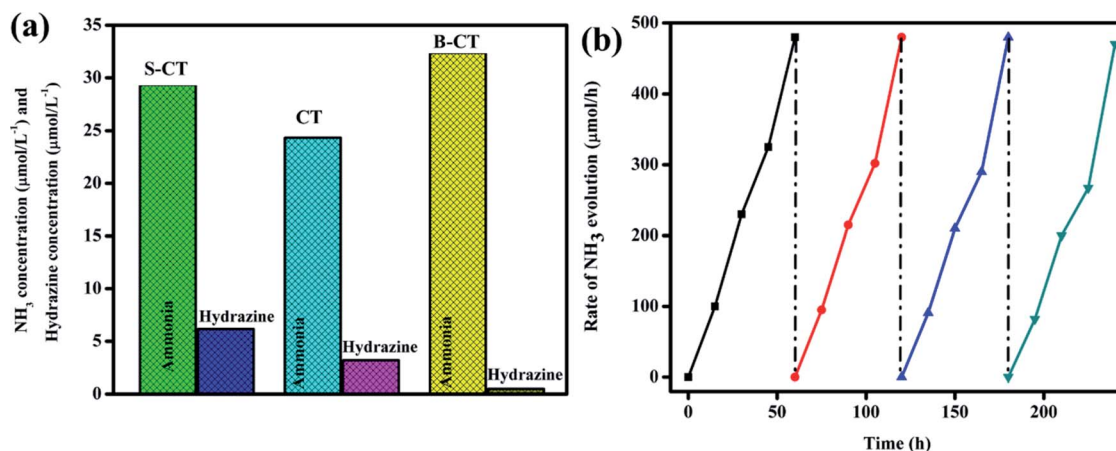 (a)
NH₃ concentration (μmol/L⁻¹) and
Hydrazine concentration (μmol/L⁻¹)
35
30
25
20
15
10
5
0
S-CT
CT
B-CT
Ammonia
Hydrazine
Ammonia
Hydrazine
Ammonia
Hydrazine
(b)
Rate of NH₃ evolution (μmol/h)
500
400
300
200
100
0
0
50
100
150
200
Time (h)